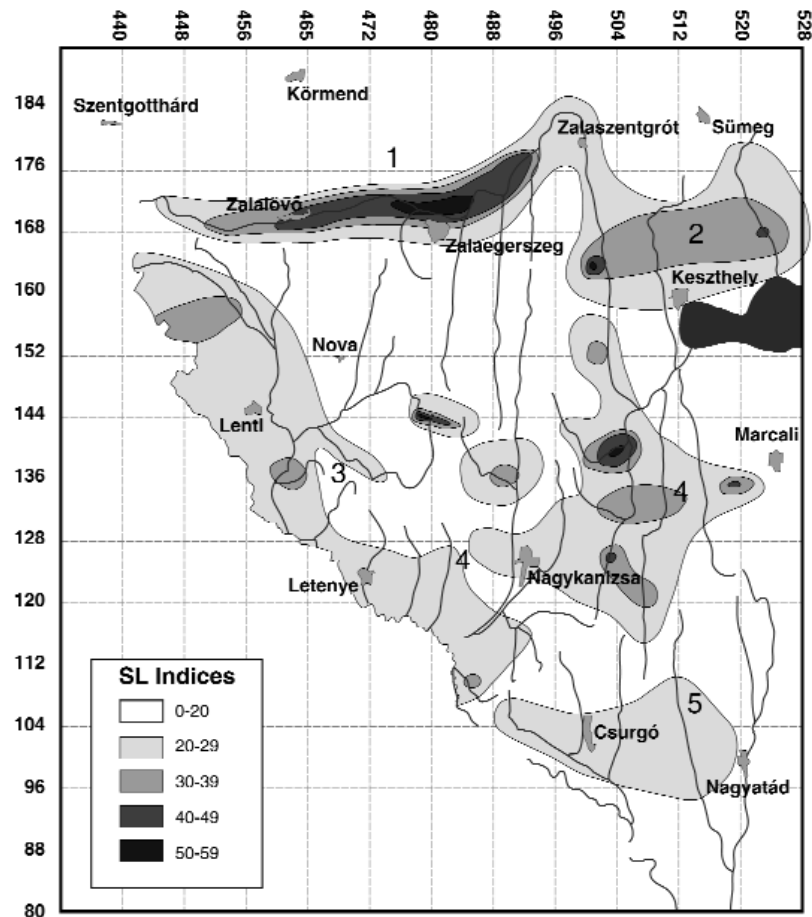 440 448 456 465 472 480 488 496 504 512 520 528
184
176
168
160
152
144
136
128
120
112
104
96
88
80
Szentgotthárd
Körmend
Zalaszentgrót
Sümeg
1
Zalalövő
Zalaegerszeg
2
Keszthely
Nova
Lenti
3
Marcali
4
4
Letenye
Nagykanizsa
5
Csurgó
Nagyatád
SL Indices
0-20
20-29
30-39
40-49
50-59